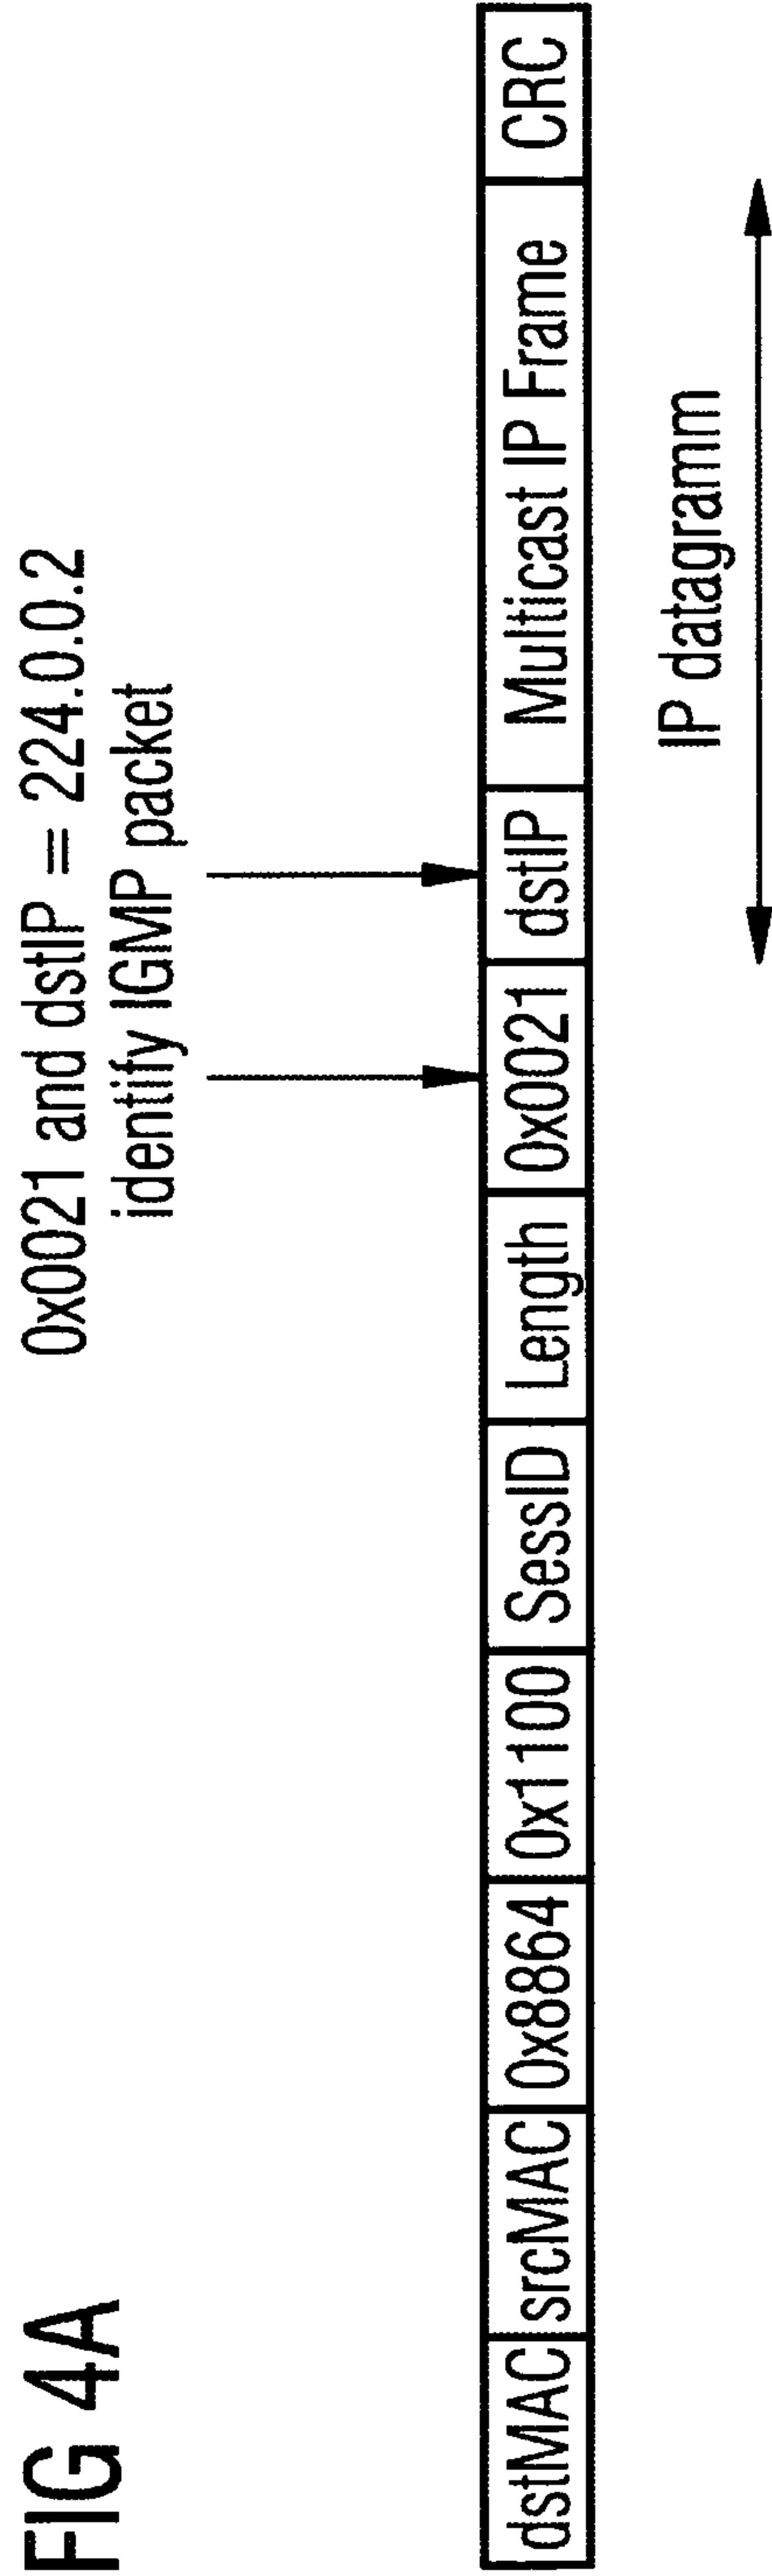 FIG 4A
0x0021 and dstIP = 224.0.0.2
identify IGMP packet
dstMAC srcMAC 0x8864 0x1100 SessID Length 0x0021 dstIP Multicast IP Frame CRC
IP datagramm